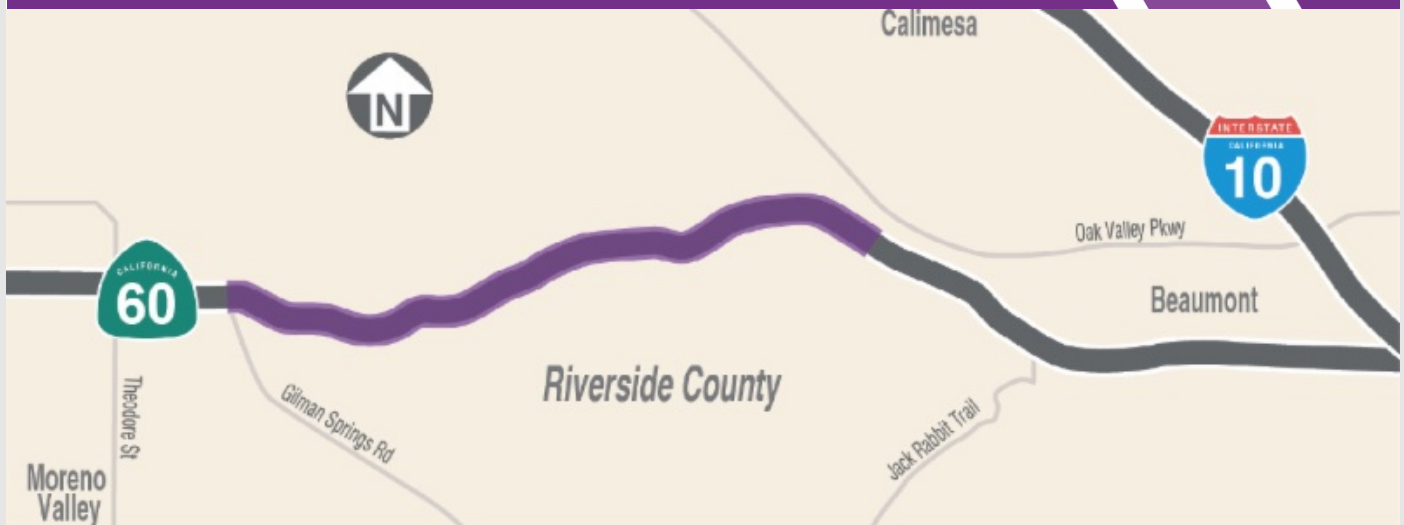 Calimesa
N
INTERSTATE
CALIFORNIA
10
Oak Valley Pkwy
CALIFORNIA
60
Beaumont
Riverside County
Theodore St
Gilman Springs Rd
Jack Rabbit Trail
Moreno
Valley